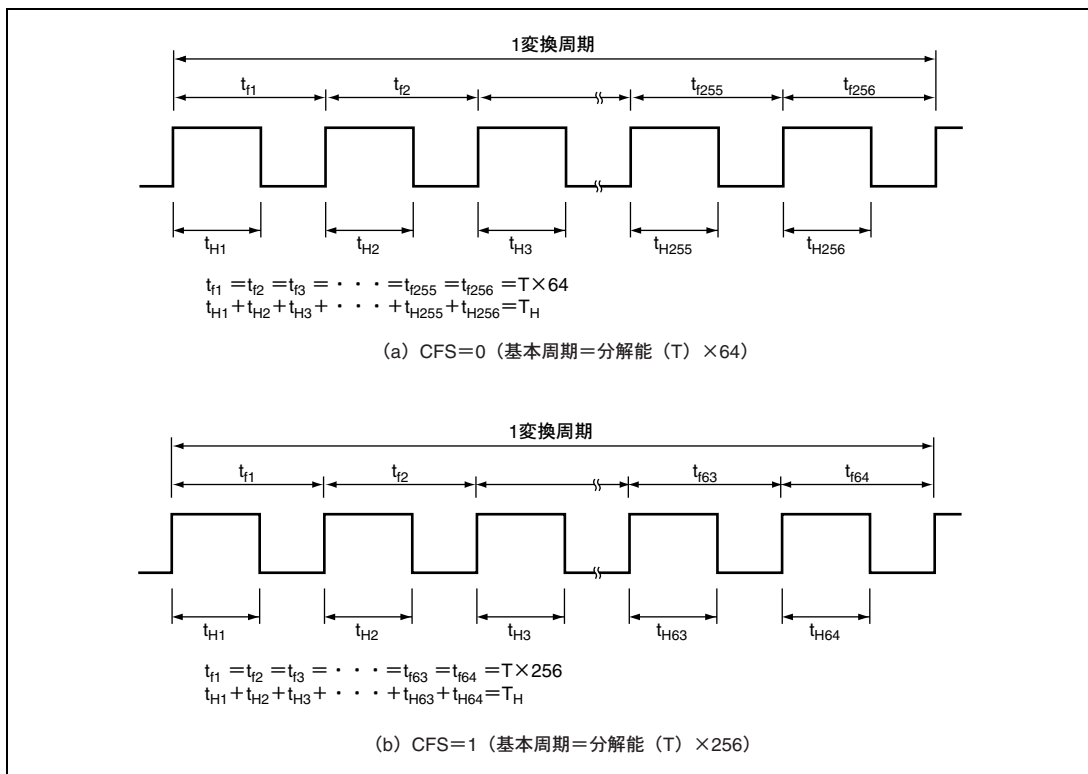 1変換周期
tf1 tf2 tf255 tf256
tH1 tH2 tH3 tH255 tH256
tf1 =tf2 =tf3 =・・・=tf255 =tf256 =T×64
tH1+tH2+tH3+・・・+tH255+tH256=TH
(a) CFS=0（基本周期=分解能（T）×64）
1変換周期
tf1 tf2 tf63 tf64
tH1 tH2 tH3 tH63 tH64
tf1 =tf2 =tf3 =・・・=tf63 =tf64 =T×256
tH1+tH2+tH3+・・・+tH63+tH64=TH
(b) CFS=1（基本周期=分解能（T）×256）